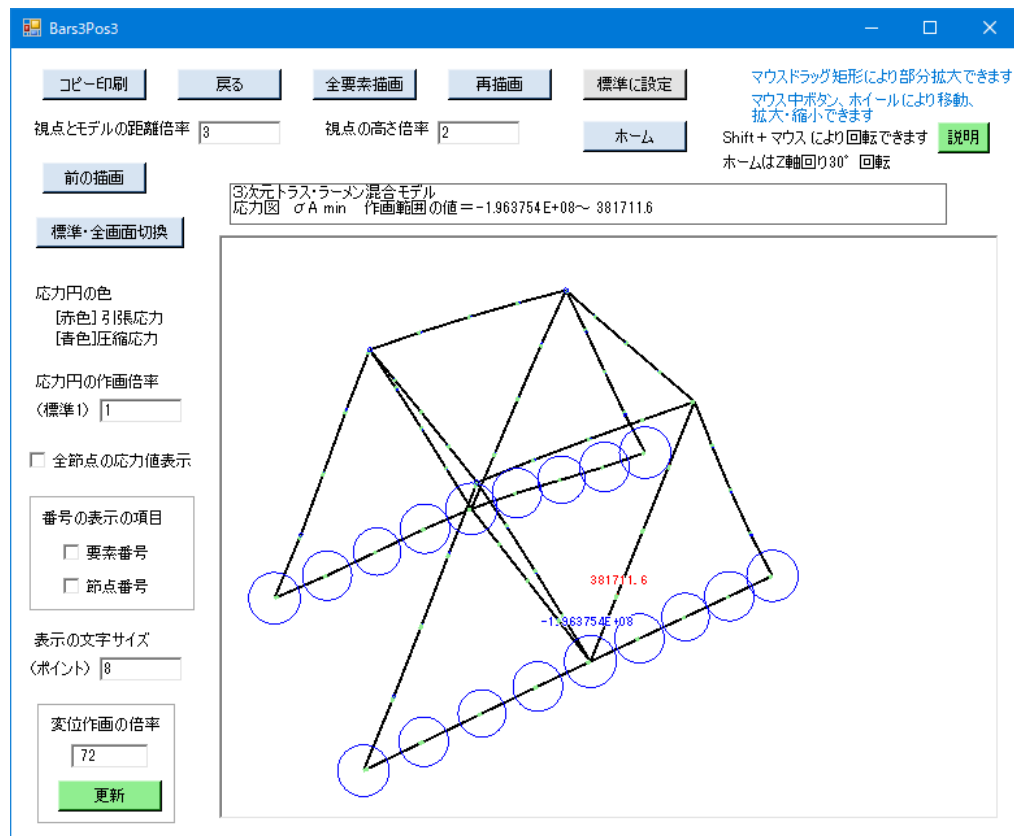 Bars3Pos3
コピー印刷
戻る
全要素描画
再描画
標準に設定
マウスドラッグ矩形により部分拡大できます
マウス中ボタン、ホイールにより移動、
拡大・縮小できます
視点とモデルの距離倍率 3
視点の高さ倍率 2
ホーム
Shift + マウス により回転できます
説明
ホームはZ軸回り30° 回転
前の描画
標準・全画面切換
3次元トラス・ラーメン混合モデル
応力図 σA min 作画範囲の値=-1.963754E+08~ 381711.6
応力円の色
[赤色] 引張応力
[青色]圧縮応力
応力円の作画倍率
(標準1) 1
全節点の応力値表示
番号の表示の項目
要素番号
節点番号
381711.6
-1.963754E+08
表示の文字サイズ
(ポイント) 8
変位作画の倍率
72
更新